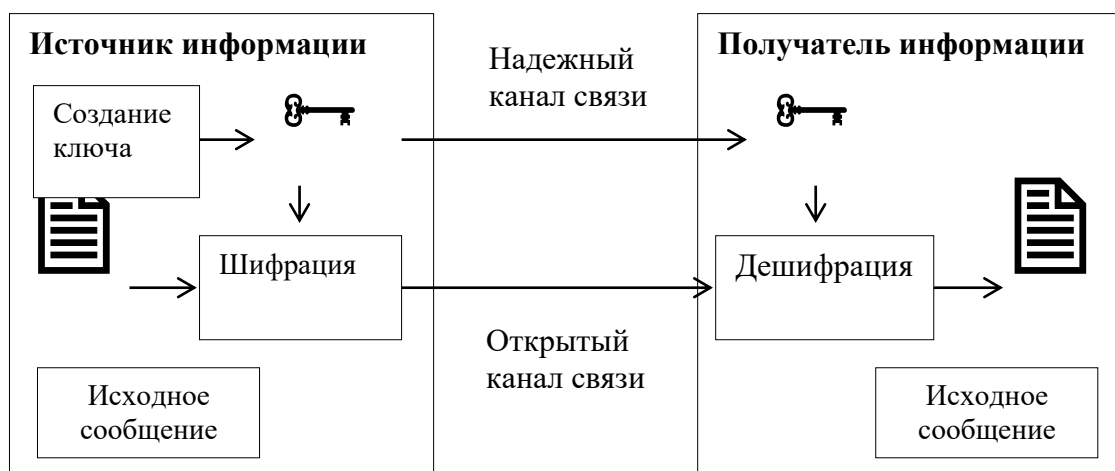 Источник информации
Надежный
канал связи
Получатель информации
Создание
ключа
Шифрация
Дешифрация
Открытый
канал связи
Исходное
сообщение
Исходное
сообщение